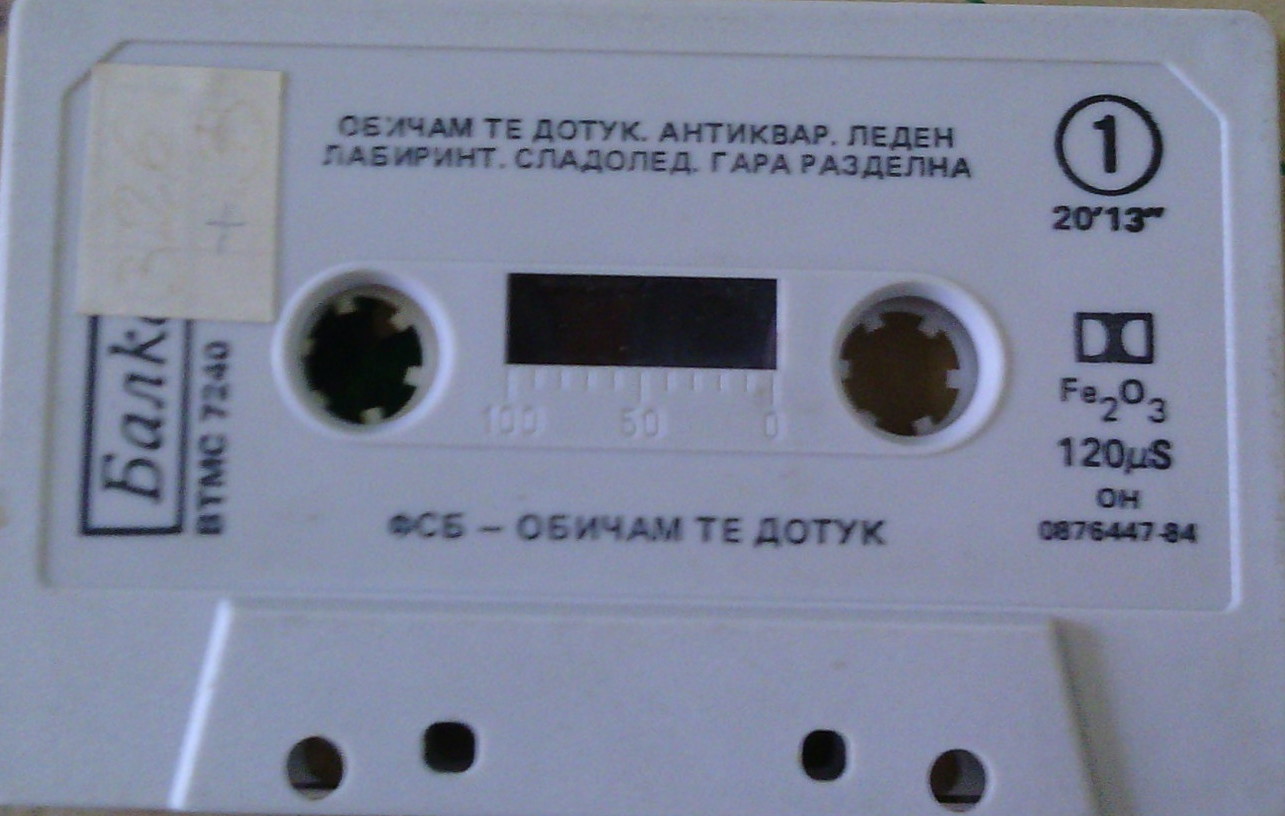 ОБИЧАМ ТЕ ДОТУК. АНТИКВАР. ЛЕДЕН
ЛАБИРИНТ. СЛАДОЛЕД. ГАРА РАЗДЕЛНА
1
20'13"
Fe2O3
120µS
ОН
0876447-84
100 50 0
ВТМС 7240
ФСБ – ОБИЧАМ ТЕ ДОТУК